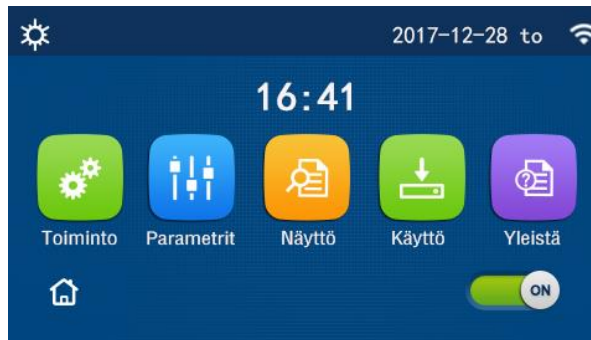 2017-12-28 to
16:41
Toiminto Parametrit Näyttö Käyttö Yleistä
ON